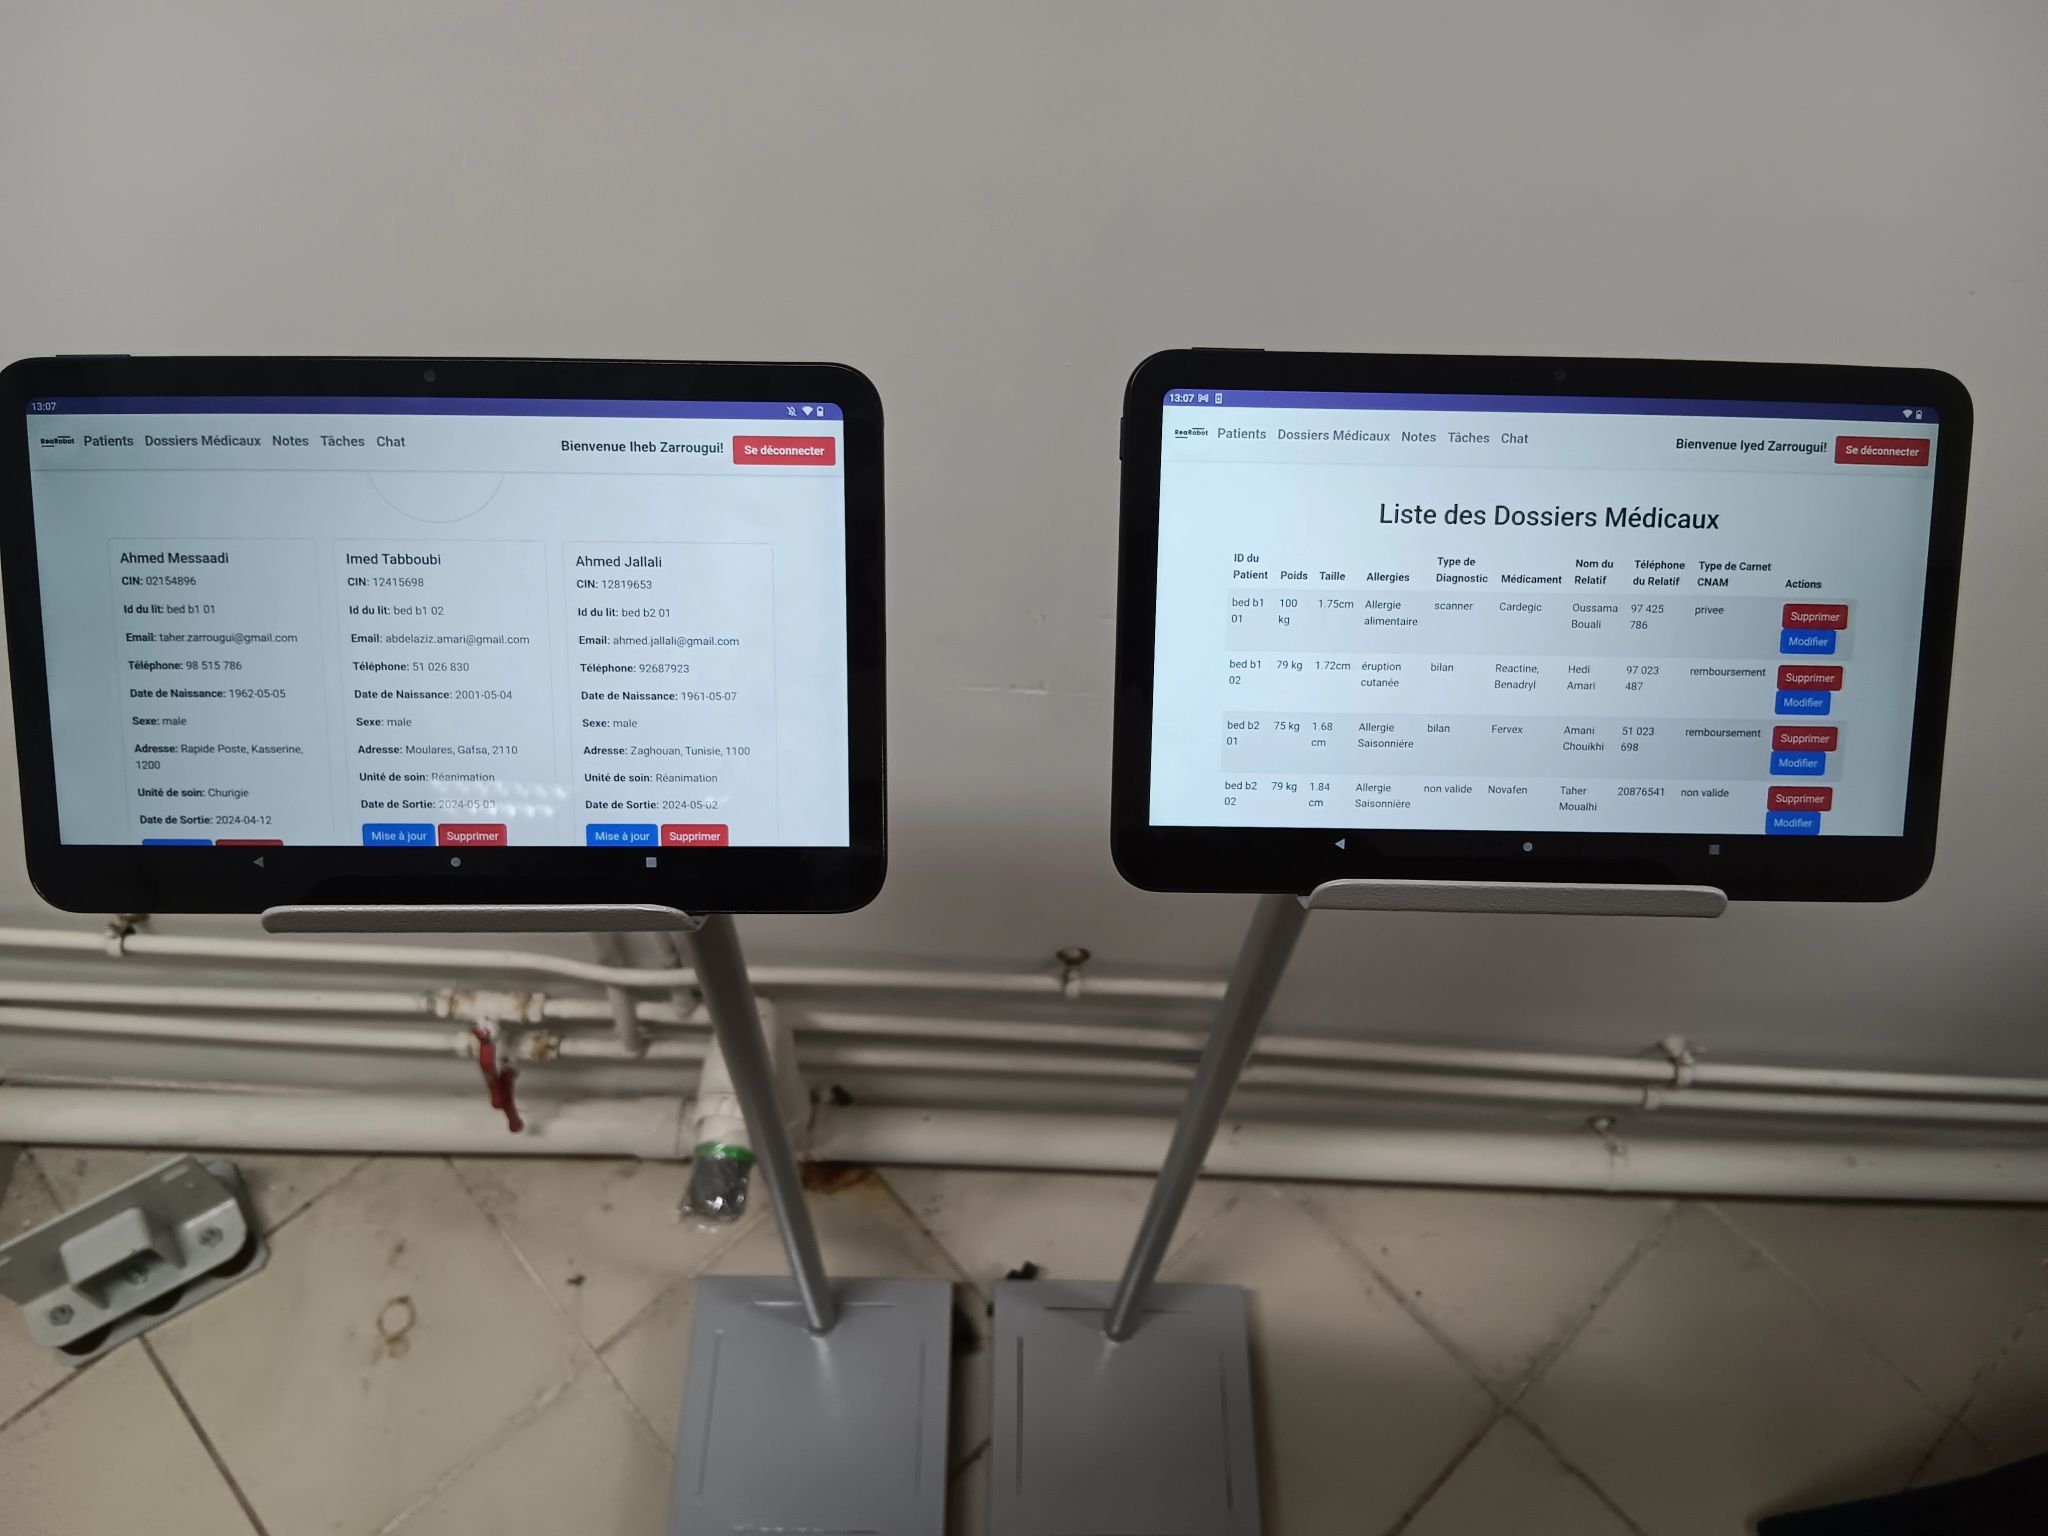 13:07
ReaRobot Patients Dossiers Médicaux Notes Tâches Chat Bienvenue Iheb Zarrougui! Se déconnecter
Ahmed Messaadi
CIN: 02154896
Id du lit: bed b1 01
Email: taher.zarrougui@gmail.com
Téléphone: 98 515 786
Date de Naissance: 1962-05-05
Sexe: male
Adresse: Rapide Poste, Kasserine,
1200
Unité de soin: Churigie
Date de Sortie: 2024-04-12
Imed Tabboubi
CIN: 12415698
Id du lit: bed b1 02
Email: abdelaziz.amari@gmail.com
Téléphone: 51 026 830
Date de Naissance: 2001-05-04
Sexe: male
Adresse: Moulares, Gafsa, 2110
Unité de soin: Réanimation
Date de Sortie: 2024-05-03
Mise à jour Supprimer
Ahmed Jallali
CIN: 12819653
Id du lit: bed b2 01
Email: ahmed.jallali@gmail.com
Téléphone: 92687923
Date de Naissance: 1961-05-07
Sexe: male
Adresse: Zaghouan, Tunisie, 1100
Unité de soin: Réanimation
Date de Sortie: 2024-05-02
Mise à jour Supprimer
13:07
ReaRobot Patients Dossiers Médicaux Notes Tâches Chat Bienvenue Iyed Zarrougui! Se déconnecter
Liste des Dossiers Médicaux
ID du Type de Nom du Téléphone Type de Carnet
Patient Poids Taille Allergies Diagnostic Médicament Relatif du Relatif CNAM Actions
bed b1 100 1.75cm Allergie scanner Cardegic Oussama 97 425 privee Supprimer
01 kg alimentaire Bouali 786 Modifier
bed b1 79 kg 1.72cm éruption bilan Reactine, Hedi 97 023 remboursement Supprimer
02 cutanée Benadryl Amari 487 Modifier
bed b2 75 kg 1.68 Allergie bilan Fervex Amani 51 023 remboursement Supprimer
01 cm Saisonnière Chouikhi 698 Modifier
bed b2 79 kg 1.84 Allergie non valide Novafen Taher 20876541 non valide Supprimer
02 cm Saisonnière Moualhi Modifier